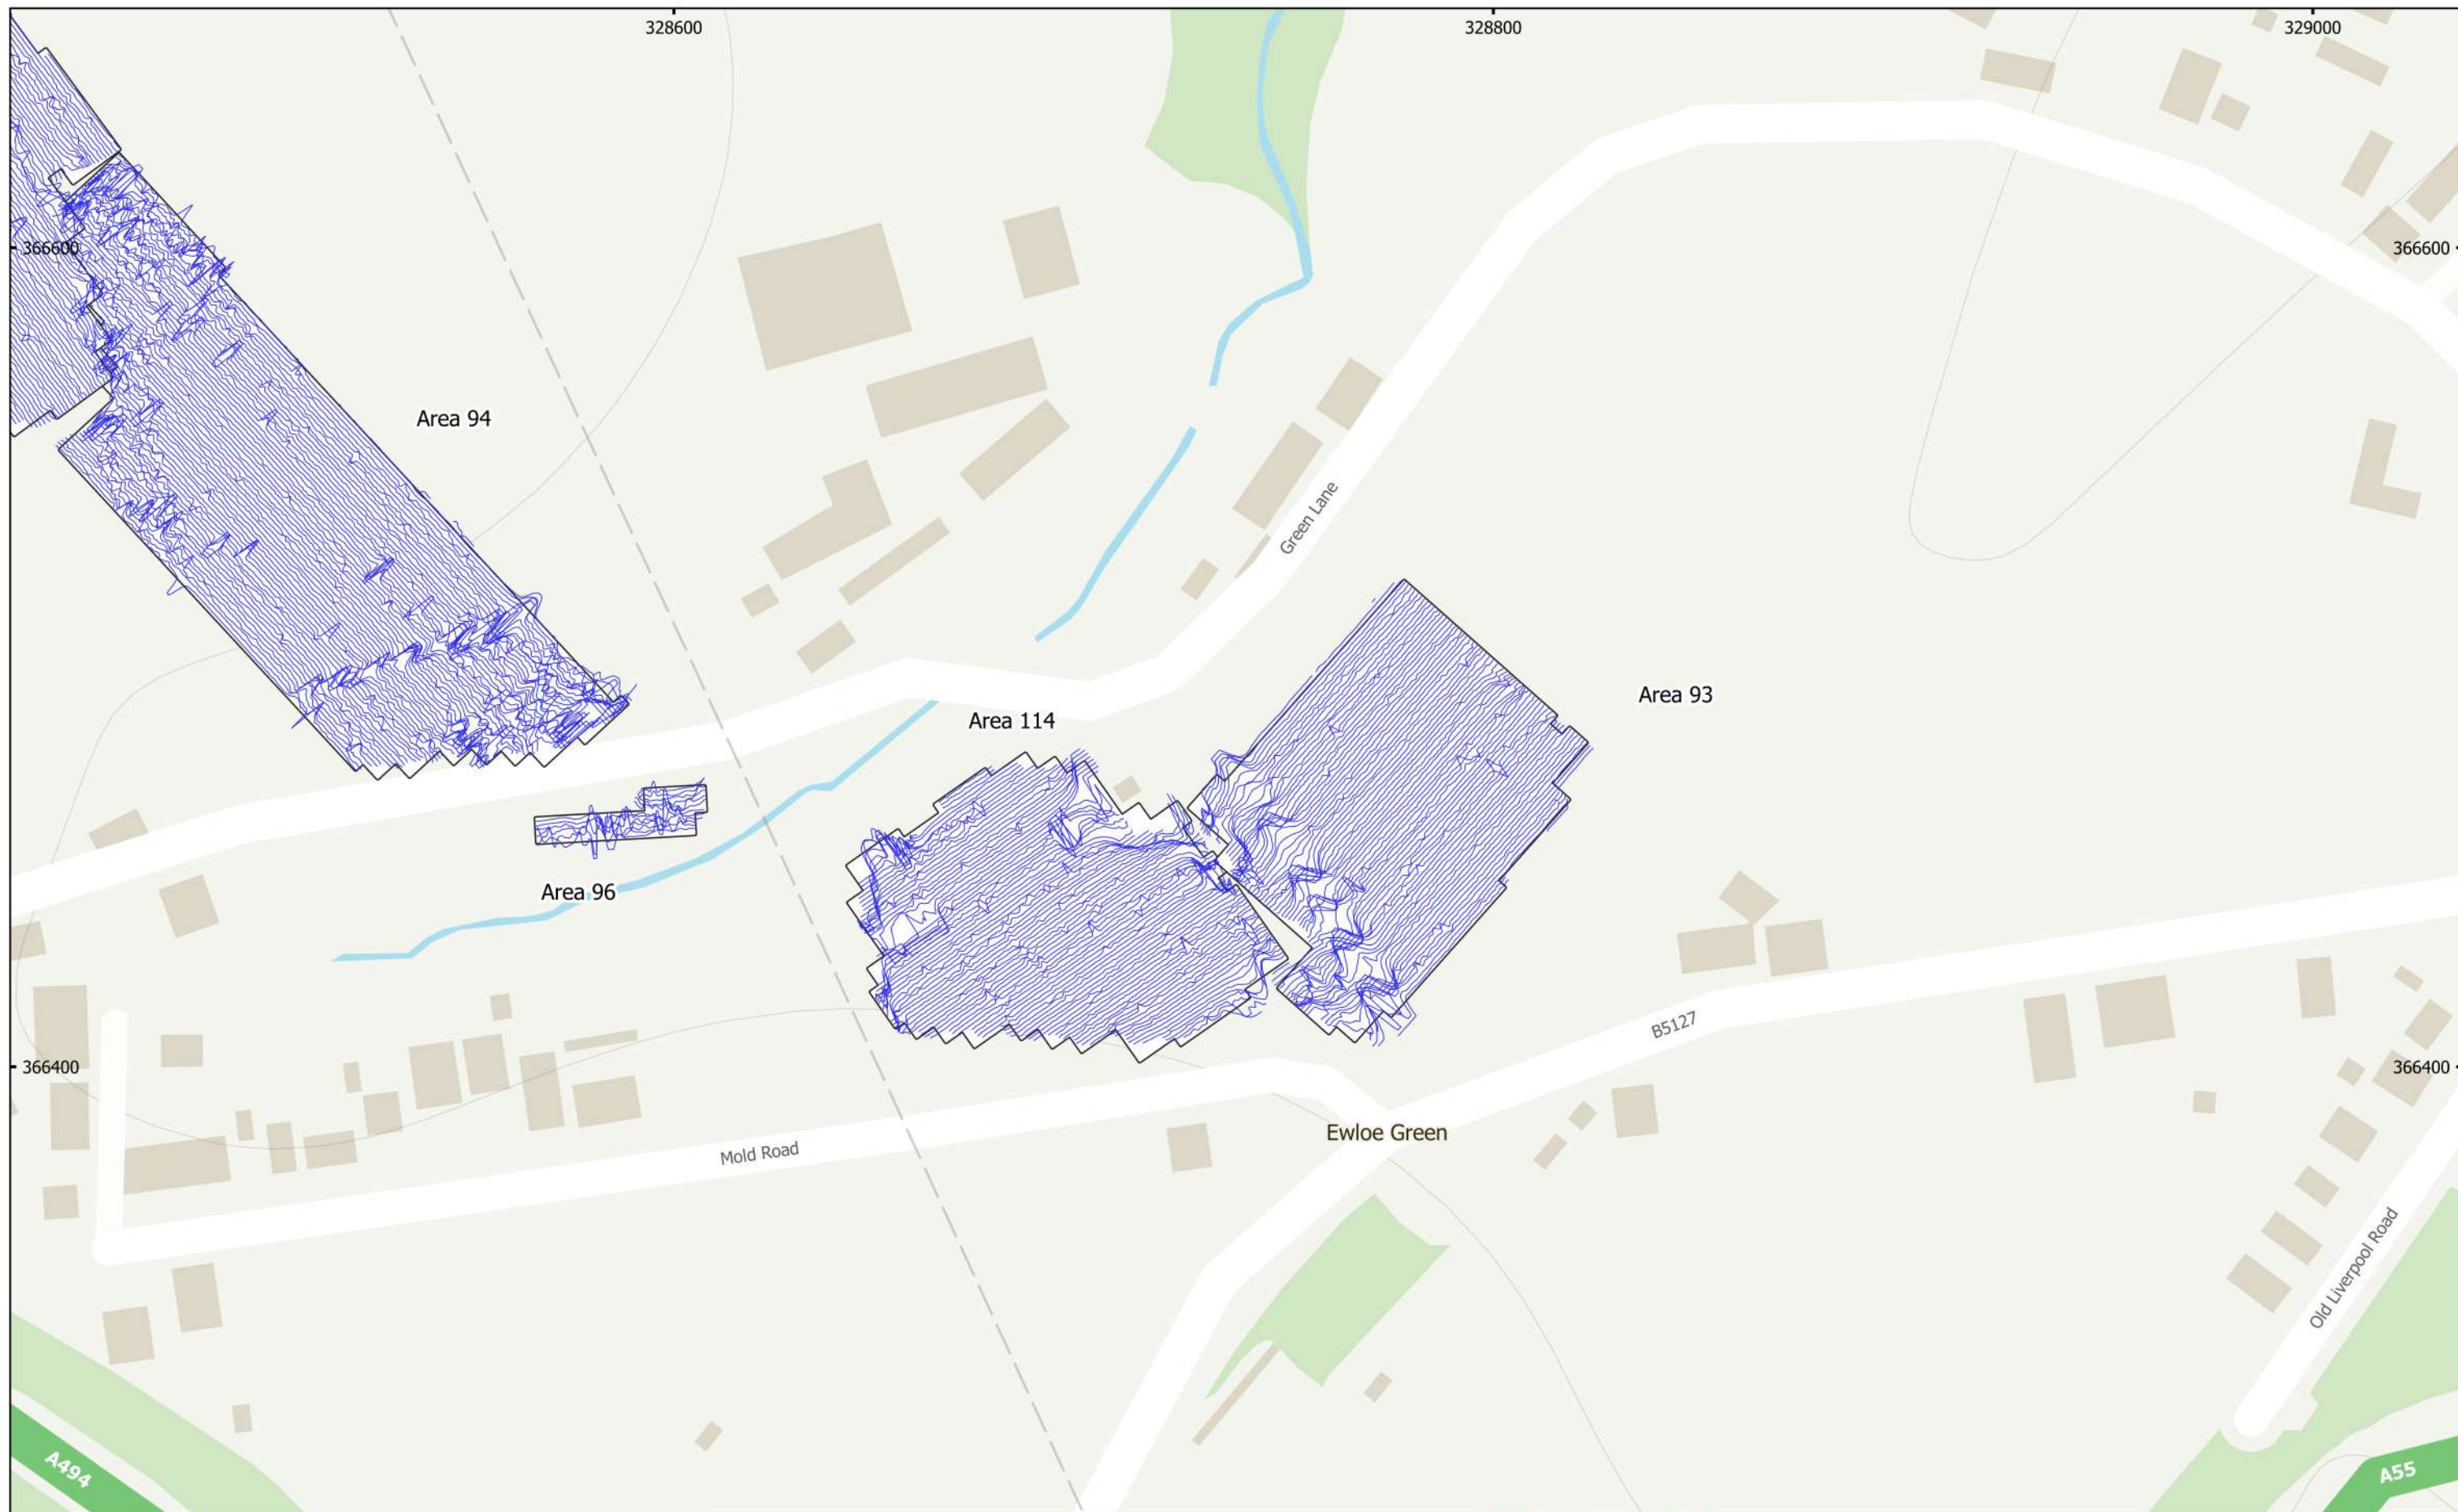 328600
328800
329000
366600
366600
Area 94
Green Lane
Area 93
Area 114
Area 96
B5127
366400
366400
Ewloe Green
Mold Road
Old Liverpool Road
A494
A55